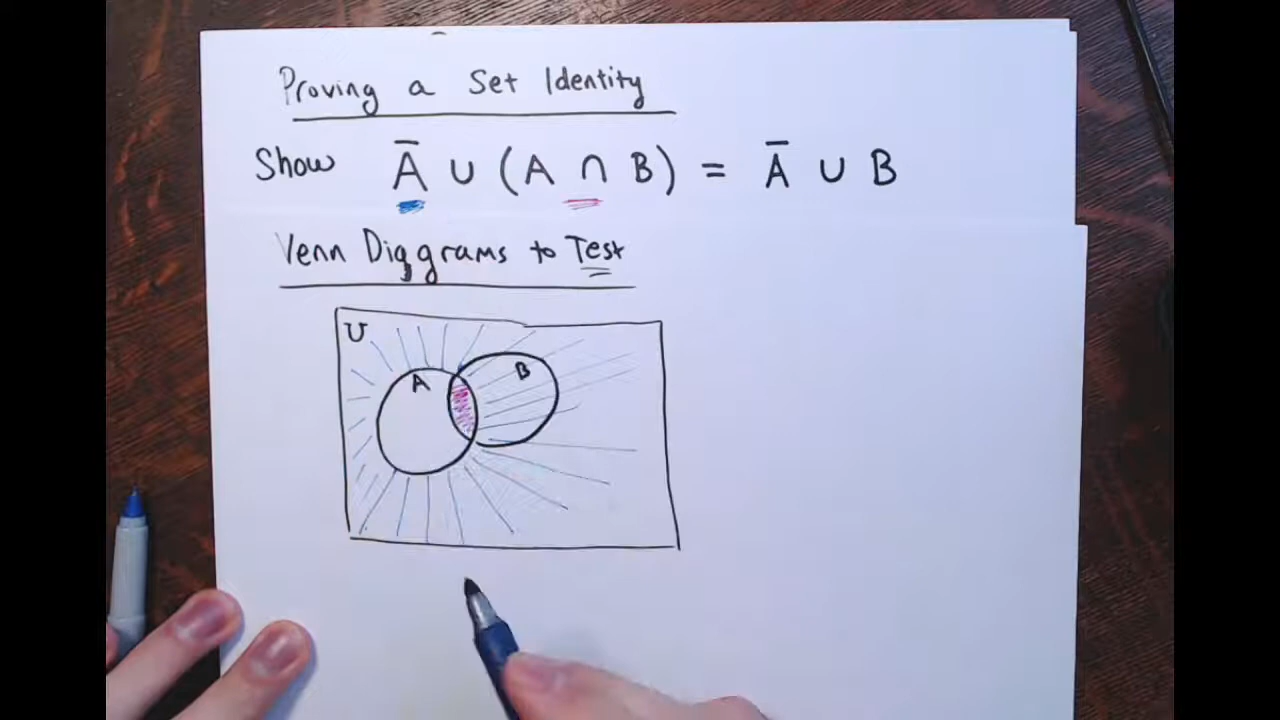 Proving a Set Identity
Show Ā ∪ (A ∩ B) = Ā ∪ B
Venn Diagrams to Test
U
A
B